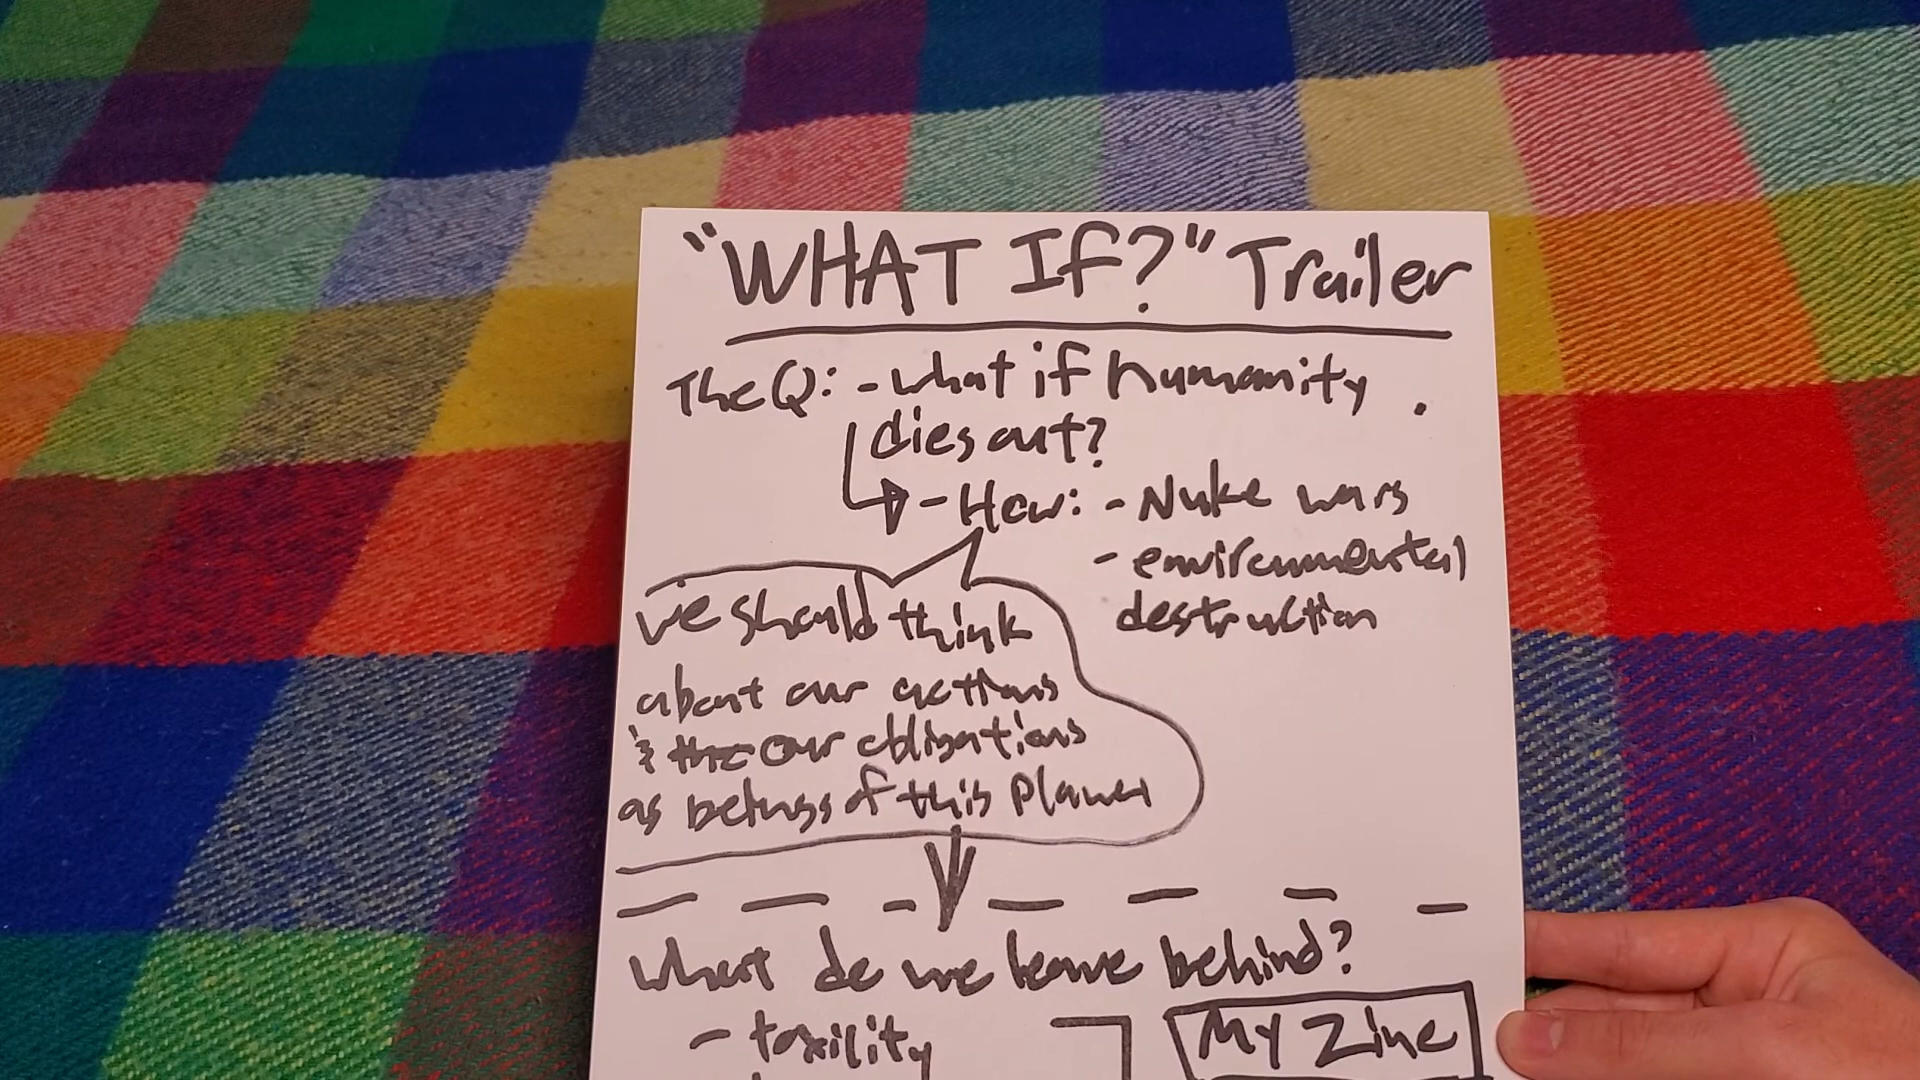 "WHAT IF?" Trailer
The Q: - what if humanity
dies out?
- How: - Nuke wars
- environmental
destruction
we should think
about our actions
& the our obligations
as beings of this planet
what do we leave behind?
- toxicity
My Zine